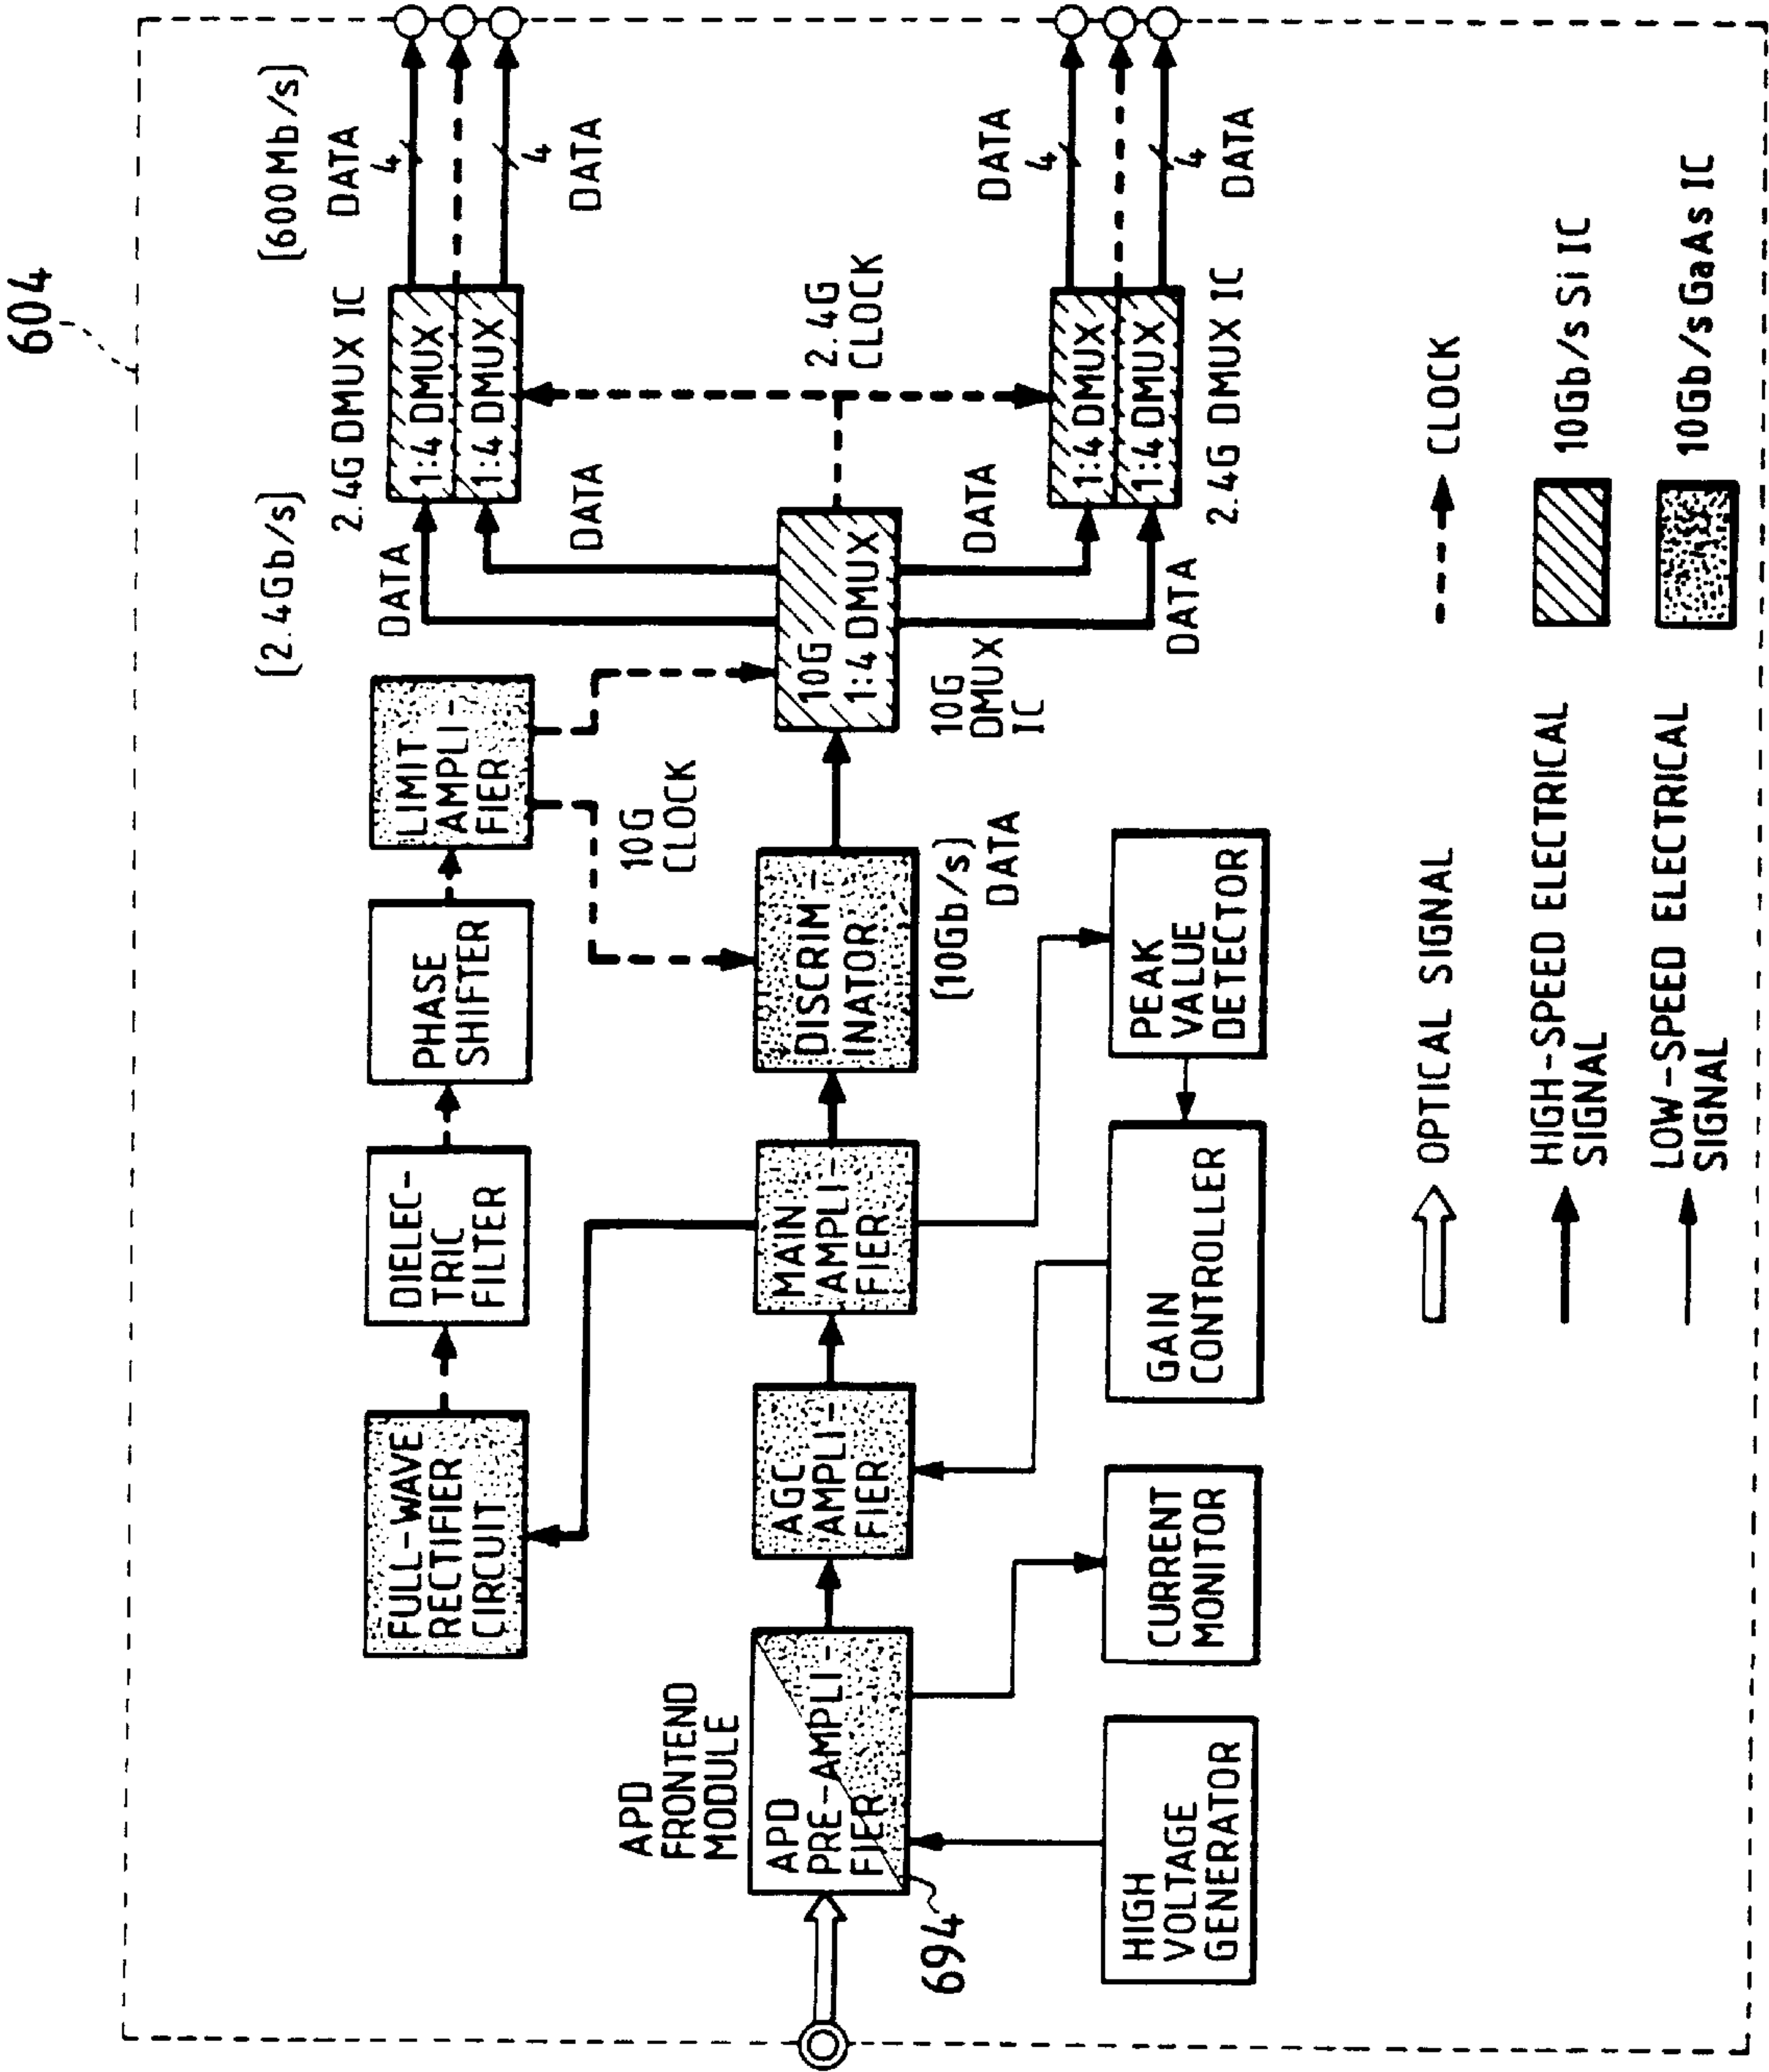 604
[600Mb/s]
[2.4Gb/s]
2.4G DMUX IC
DATA
4
1:4 DMUX
1:4 DMUX
4
DATA
DATA
DATA
FULL-WAVE
RECTIFIER
CIRCUIT
DIELEC-
TRIC
FILTER
PHASE
SHIFTER
LIMIT
AMPLI-
FIER
10G
CLOCK
2.4G
CLOCK
APD
FRONTEND
MODULE
APD
PRE-AMPLI-
FIER
694
AGC
AMPLI-
FIER
MAIN
AMPLI-
FIER
DISCRIM-
INATOR
[10Gb/s]
DATA
10G
1:4 DMUX
10G
DMUX
IC
DATA
DATA
1:4 DMUX
1:4 DMUX
2.4G DMUX IC
DATA
4
4
DATA
HIGH
VOLTAGE
GENERATOR
CURRENT
MONITOR
GAIN
CONTROLLER
PEAK
VALUE
DETECTOR
OPTICAL SIGNAL
CLOCK
HIGH-SPEED ELECTRICAL
SIGNAL
10Gb/s Si IC
LOW-SPEED ELECTRICAL
SIGNAL
10Gb/s GaAs IC